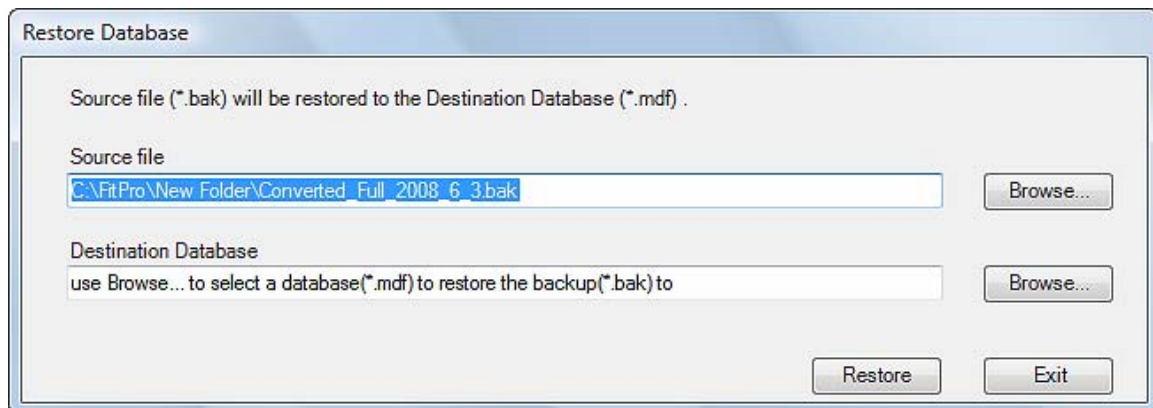 Restore Database
Source file (*.bak) will be restored to the Destination Database (*.mdf) .
Source file
C:\FitPro\New Folder\Converted_Full_2008_6_3.bak
Browse...
Destination Database
use Browse... to select a database(*.mdf) to restore the backup(*.bak) to
Browse...
Restore
Exit